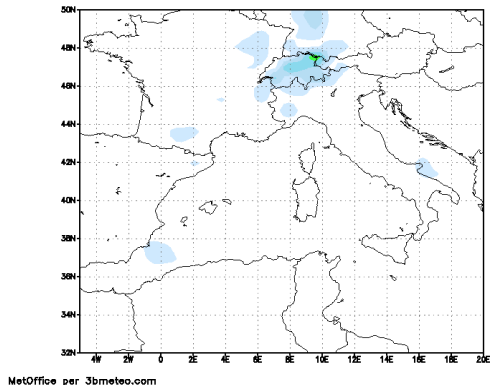 50N
48N
46N
44N
42N
40N
38N
36N
34N
32N
4W 2W 0 2E 4E 6E 8E 10E 12E 14E 16E 18E 20E
MetOffice per 3bmeteo.com